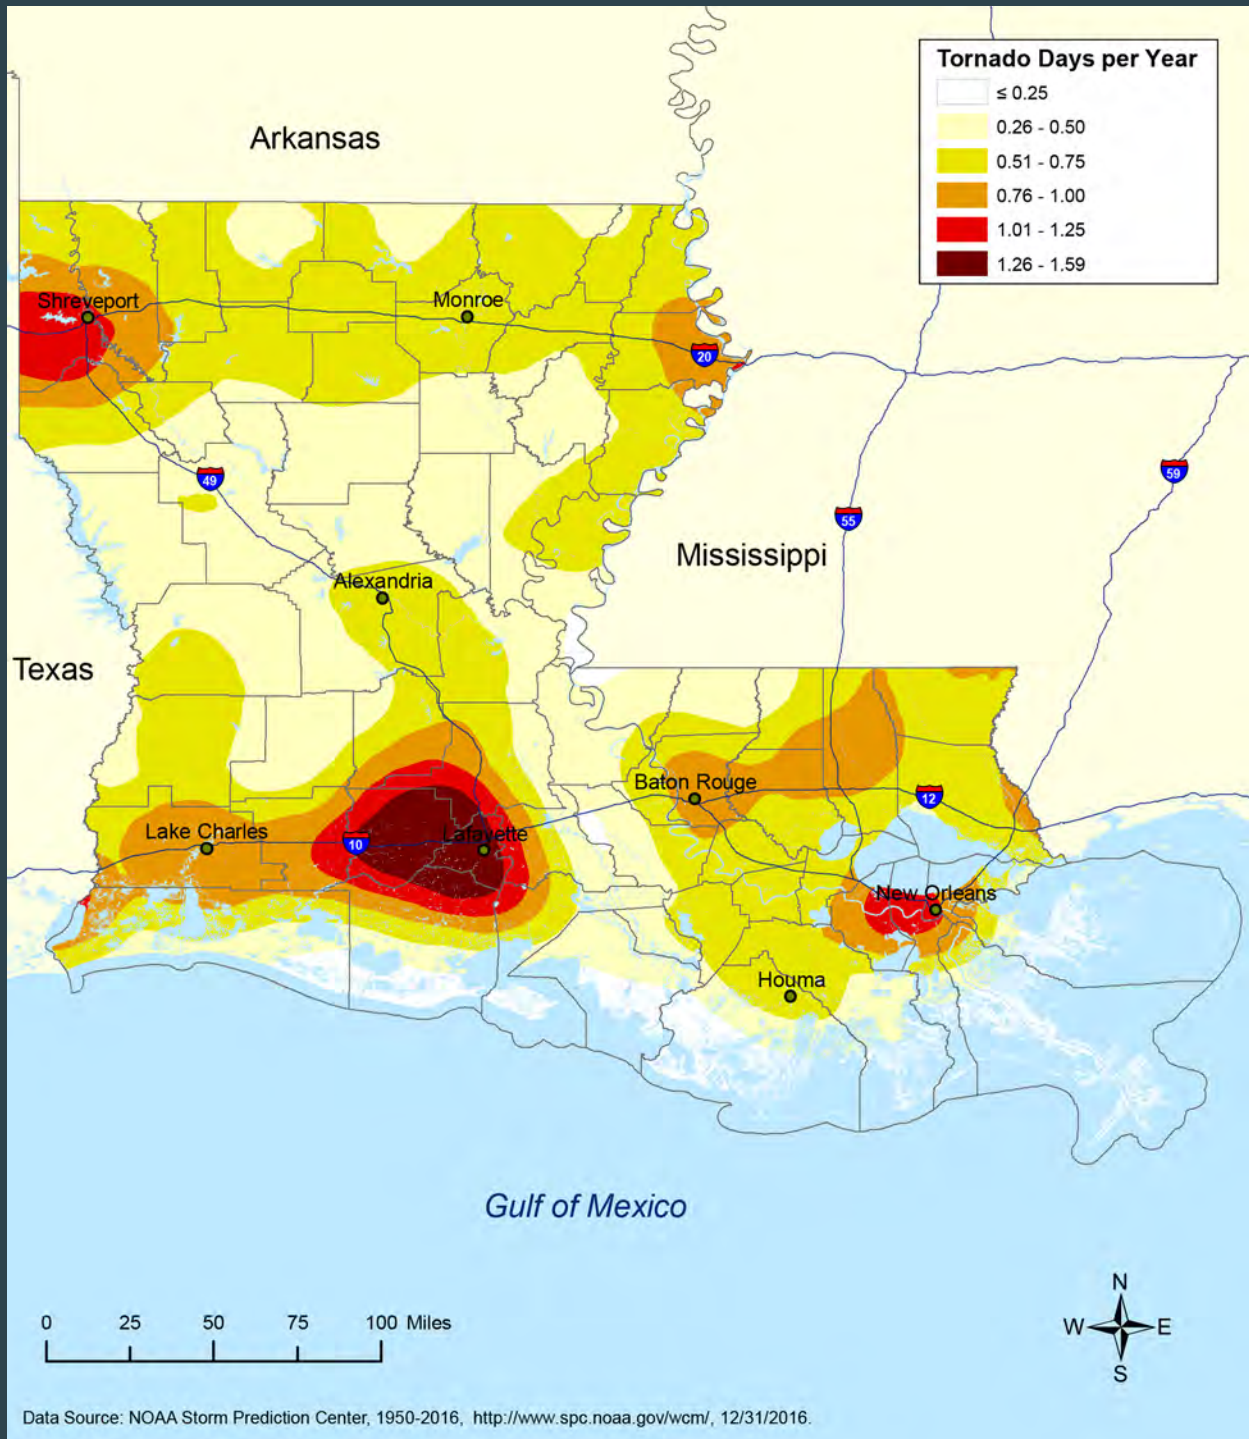 Tornado Days per Year
≤ 0.25
0.26 - 0.50
0.51 - 0.75
0.76 - 1.00
1.01 - 1.25
1.26 - 1.59
Arkansas
Shreveport
Monroe
20
49
59
55
Mississippi
Alexandria
Texas
Baton Rouge
12
Lake Charles
10
Lafayette
New Orleans
Houma
Gulf of Mexico
N
W E
S
0 25 50 75 100 Miles
Data Source: NOAA Storm Prediction Center, 1950-2016, http://www.spc.noaa.gov/wcm/, 12/31/2016.